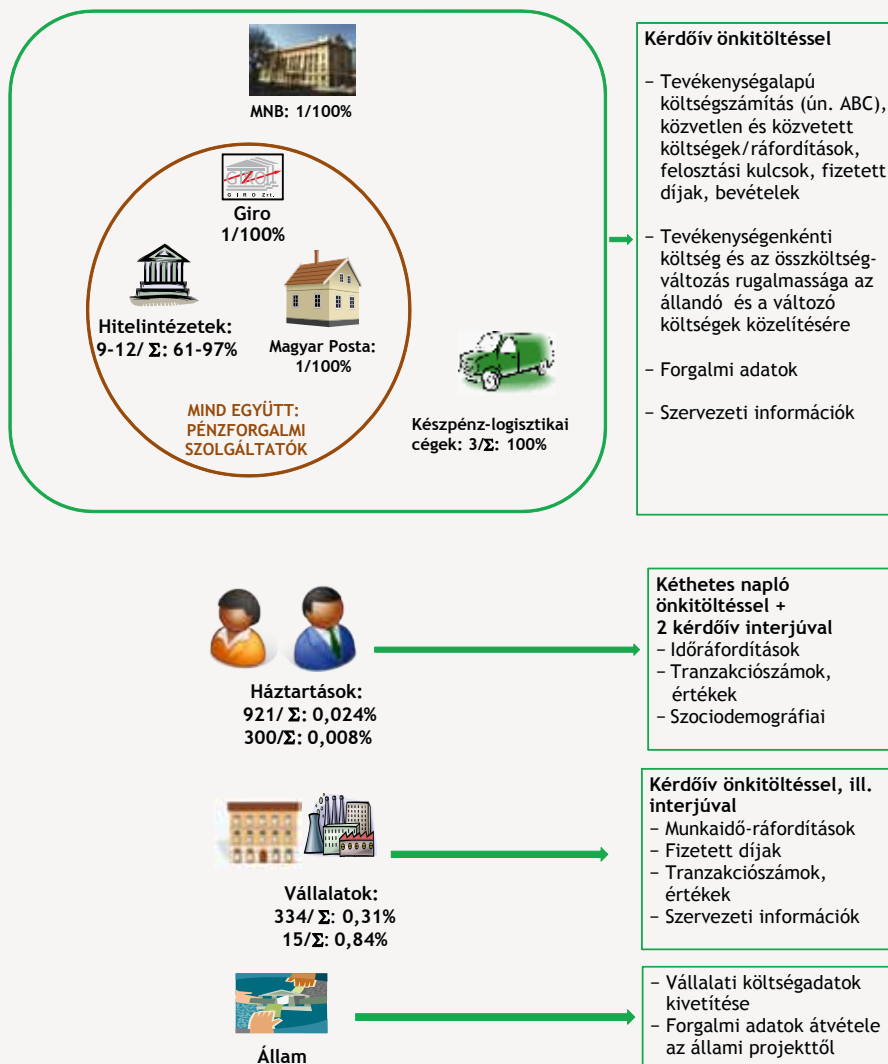 MNB: 1/100%
GIRO
GIRO Zrt.
Giro
1/100%
Hitelintézetek:
9-12/ Σ: 61-97%
Magyar Posta:
1/100%
MIND EGYÜTT:
PÉNZFORGALMI
SZOLGÁLTATÓK
Készpénz-logisztikai
cégek: 3/Σ: 100%
Kérdőív önkitöltéssel
– Tevékenységalapú
költségszámítás (ún. ABC),
közvetlen és közvetett
költségek/ráfordítások,
felosztási kulcsok, fizetett
díjak, bevételek
– Tevékenységenkénti
költség és az összköltség-
változás rugalmassága az
állandó és a változó
költségek közelítésére
– Forgalmi adatok
– Szervezeti információk
Háztartások:
921/ Σ: 0,024%
300/Σ: 0,008%
Kéthetes napló
önkitöltéssel +
2 kérdőív interjúval
– Időráfordítások
– Tranzakciószámok,
értékek
– Szociodemográfiai
Vállalatok:
334/ Σ: 0,31%
15/Σ: 0,84%
Kérdőív önkitöltéssel, ill.
interjúval
– Munkaidő-ráfordítások
– Fizetett díjak
– Tranzakciószámok,
értékek
– Szervezeti információk
Állam
– Vállalati költségadatok
kivetítése
– Forgalmi adatok átvétele
az állami projekttől